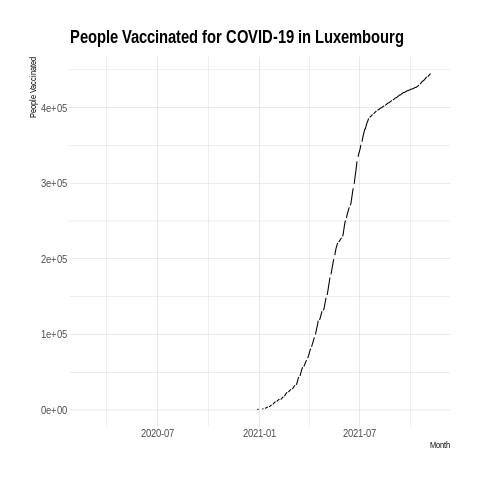 People Vaccinated for COVID-19 in Luxembourg
People Vaccinated
4e+05
3e+05
2e+05
1e+05
0e+00
2020-07
2021-01
2021-07
Month